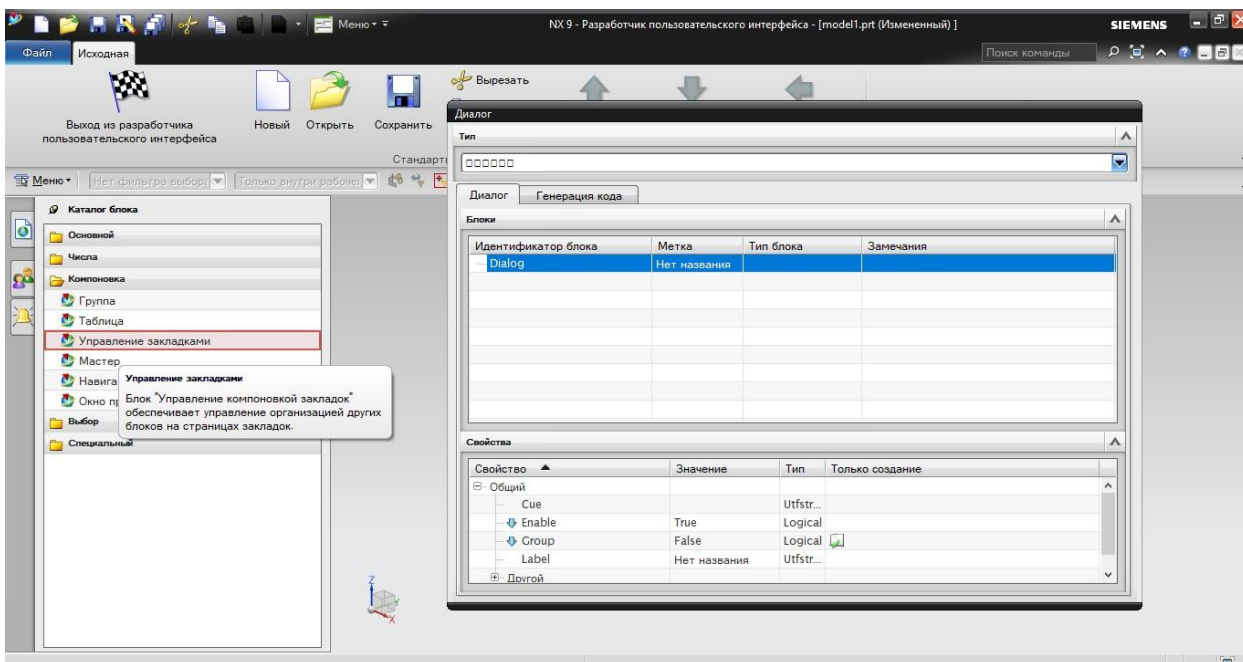 Меню
NX 9 - Разработчик пользовательского интерфейса - [model1.prt (Измененный) ]
SIEMENS
Файл
Исходная
Поиск команды
Выход из разработчика
пользовательского интерфейса
Новый
Открыть
Сохранить
Вырезать
Стандарт
Меню
Нет фильтра выбор
Только внутри рабоче
Каталог блока
Основной
Числа
Компоновка
Группа
Таблица
Управление закладками
Мастер
Навига
Окно пр
Выбор
Специальный
Управление закладками
Блок "Управление компоновкой закладок"
обеспечивает управление организацией других
блоков на страницах закладок.
Диалог
Тип
□□□□□□
Диалог
Генерация кода
Блоки
Идентификатор блока Метка Тип блока Замечания
Dialog Нет названия
Свойства
Свойство Значение Тип Только создание
Общий
Cue Utfstr...
Enable True Logical
Group False Logical
Label Нет названия Utfstr...
Другой
Z
Y
X